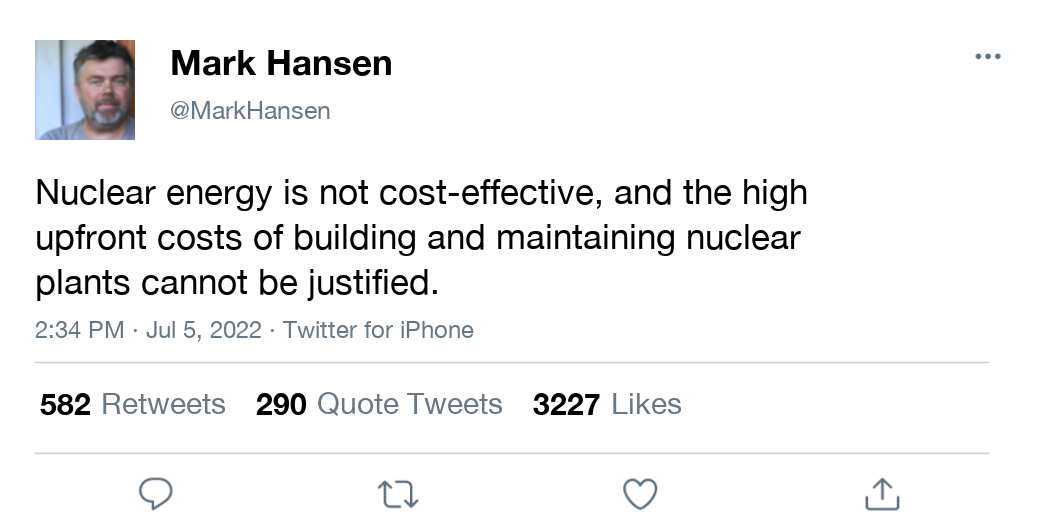 Mark Hansen
@MarkHansen
Nuclear energy is not cost-effective, and the high
upfront costs of building and maintaining nuclear
plants cannot be justified.
2:34 PM · Jul 5, 2022 · Twitter for iPhone
582 Retweets 290 Quote Tweets 3227 Likes